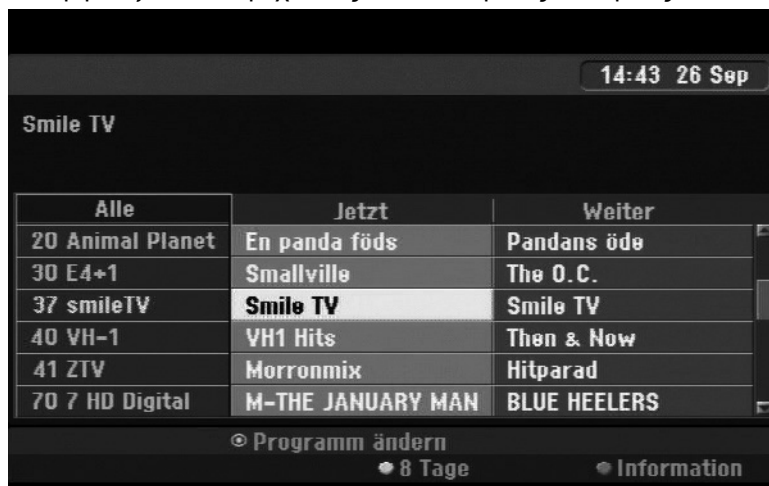 14:43 26 Sep
Smile TV
Alle Jetzt Weiter
20 Animal Planet En panda föds Pandans öde
30 E4+1 Smallville The O.C.
37 smileTV Smile TV Smile TV
40 VH-1 VH1 Hits Then & Now
41 ZTV Morronmix Hitparad
70 7 HD Digital M-THE JANUARY MAN BLUE HEELERS
Programm ändern
8 Tage Information